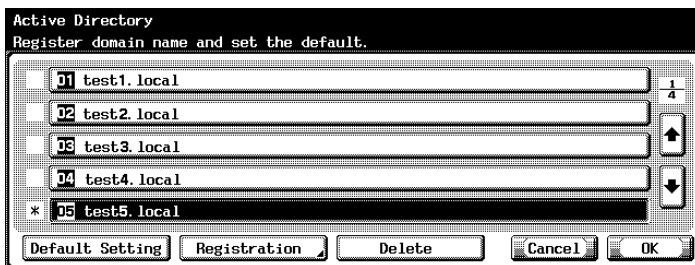 Active Directory
Register domain name and set the default.
01 test1.local
1/4
02 test2.local
03 test3.local
04 test4.local
* 05 test5.local
Default Setting Registration Delete Cancel OK